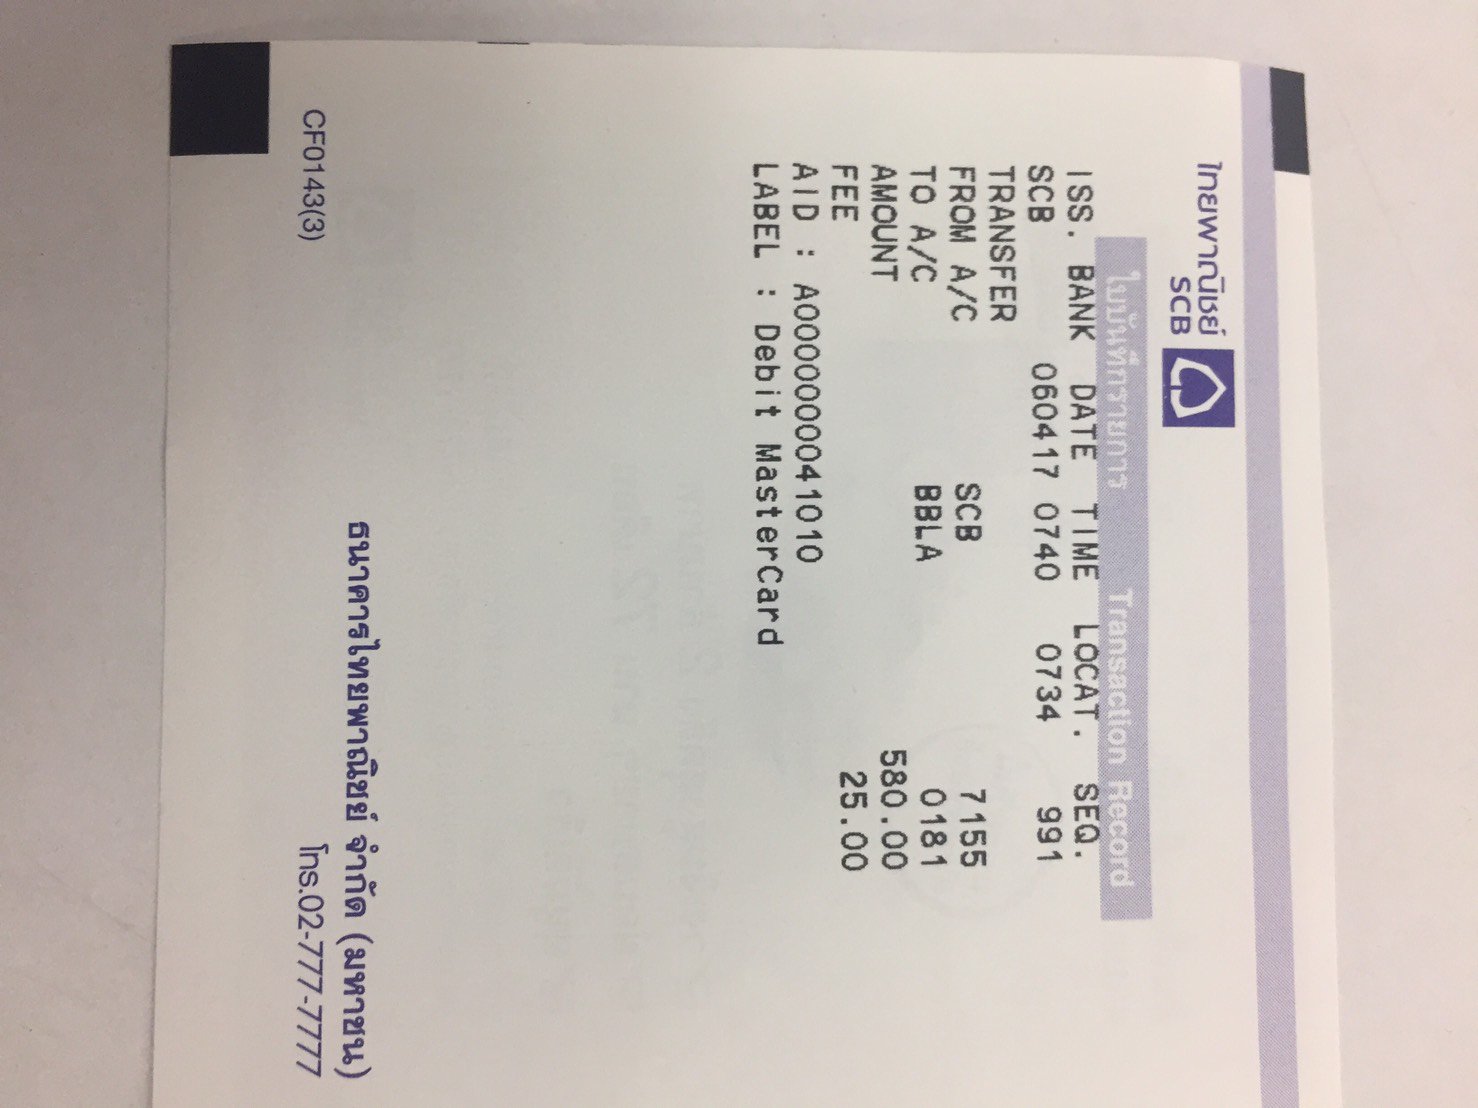 ไทยพาณิชย์
SCB
ใบบันทึกรายการ Transaction Record
ISS. BANK DATE TIME LOCAT. SEQ.
SCB 060417 0740 0734 991
TRANSFER
FROM A/C SCB 7155
TO A/C BBLA 0181
AMOUNT 580.00
FEE 25.00
AID : A0000000041010
LABEL : Debit MasterCard
ธนาคารไทยพาณิชย์ จำกัด (มหาชน)
CF0143(3) โทร.02-777-7777